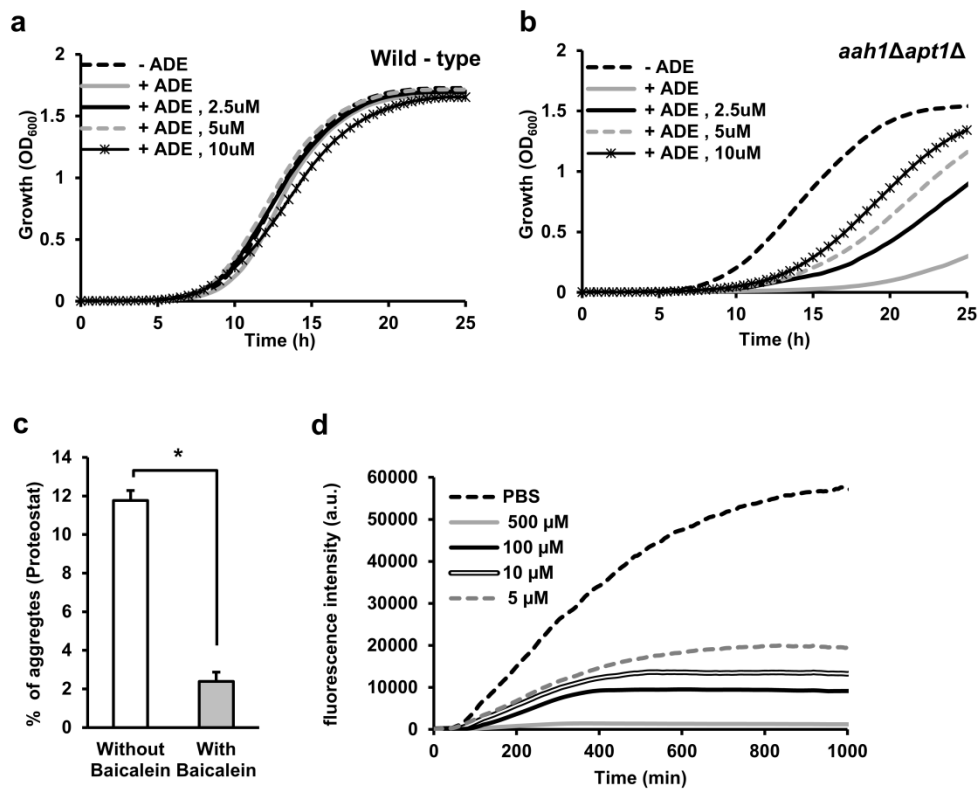 a
Wild - type
2
1.5
1
0.5
0
Growth (OD600)
- ADE
+ ADE
+ ADE , 2.5uM
+ ADE , 5uM
+ ADE , 10uM
0 5 10 15 20 25
Time (h)
b
aah1Δapt1Δ
2
1.5
1
0.5
0
Growth (OD600)
- ADE
+ ADE
+ ADE , 2.5uM
+ ADE , 5uM
+ ADE , 10uM
0 5 10 15 20 25
Time (h)
c
14
12
10
8
6
4
2
0
% of aggregtes (Proteostat)
*
Without With
Baicalein Baicalein
d
60000
50000
40000
30000
20000
10000
0
fluorescence intensity (a.u.)
PBS
500 μM
100 μM
10 μM
5 μM
0 200 400 600 800 1000
Time (min)